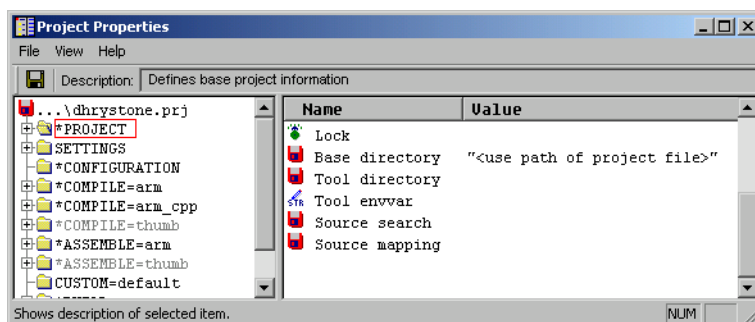 Project Properties
File View Help
Description: Defines base project information
...\dhrystone.prj
*PROJECT
SETTINGS
*CONFIGURATION
*COMPILE=arm
*COMPILE=arm_cpp
*COMPILE=thumb
*ASSEMBLE=arm
*ASSEMBLE=thumb
CUSTOM=default
Name Value
Lock
Base directory "<use path of project file>"
Tool directory
STR Tool envvar
Source search
Source mapping
Shows description of selected item. NUM